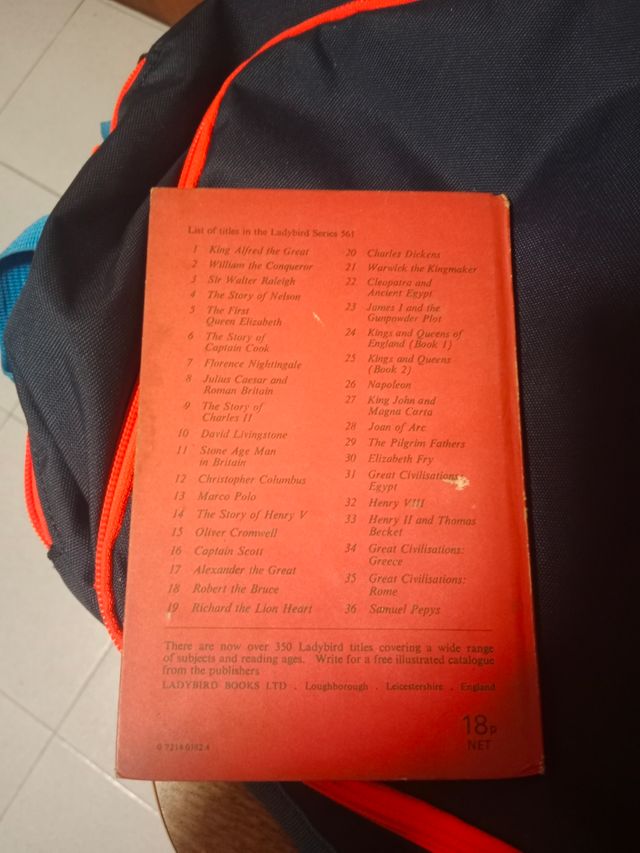 List of titles in the Ladybird Series 561
1 King Alfred the Great
2 William the Conqueror
3 Sir Walter Raleigh
4 The Story of Nelson
5 The First
Queen Elizabeth
6 The Story of
Captain Cook
7 Florence Nightingale
8 Julius Caesar and
Roman Britain
9 The Story of
Charles II
10 David Livingstone
11 Stone Age Man
in Britain
12 Christopher Columbus
13 Marco Polo
14 The Story of Henry V
15 Oliver Cromwell
16 Captain Scott
17 Alexander the Great
18 Robert the Bruce
19 Richard the Lion Heart
20 Charles Dickens
21 Warwick the Kingmaker
22 Cleopatra and
Ancient Egypt
23 James I and the
Gunpowder Plot
24 Kings and Queens of
England (Book 1)
25 Kings and Queens
(Book 2)
26 Napoleon
27 King John and
Magna Carta
28 Joan of Arc
29 The Pilgrim Fathers
30 Elizabeth Fry
31 Great Civilisations:
Egypt
32 Henry VIII
33 Henry II and Thomas
Becket
34 Great Civilisations:
Greece
35 Great Civilisations:
Rome
36 Samuel Pepys
There are now over 350 Ladybird titles covering a wide range
of subjects and reading ages. Write for a free illustrated catalogue
from the publishers
LADYBIRD BOOKS LTD . Loughborough . Leicestershire . England
18p
NET
0 7214 0182 4